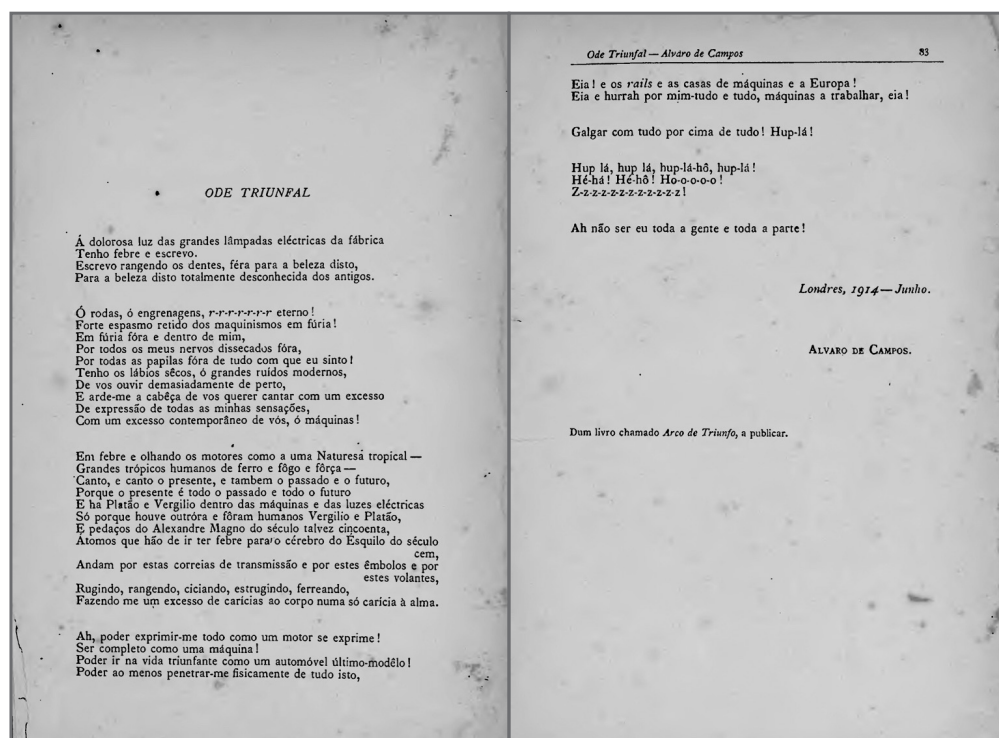 ODE TRIUNFAL
Á dolorosa luz das grandes lâmpadas eléctricas da fábrica
Tenho febre e escrevo.
Escrevo rangendo os dentes, féra para a beleza disto,
Para a beleza disto totalmente desconhecida dos antigos.
Ó rodas, ó engrenagens, r-r-r-r-r-r-r eterno!
Forte espasmo retido dos maquinismos em fúria!
Em fúria fóra e dentro de mim,
Por todos os meus nervos dissecados fóra,
Por todas as papilas fóra de tudo com que eu sinto!
Tenho os lábios sêcos, ó grandes ruídos modernos,
De vos ouvir demasiadamente de perto,
E arde-me a cabêça de vos querer cantar com um excesso
De expressão de todas as minhas sensações,
Com um excesso contemporâneo de vós, ó máquinas!
Em febre e olhando os motores como a uma Naturesa tropical —
Grandes trópicos humanos de ferro e fôgo e fôrça —
Canto, e canto o presente, e tambem o passado e o futuro,
Porque o presente é todo o passado e todo o futuro
E ha Platão e Vergilio dentro das máquinas e das luzes eléctricas
Só porque houve outróra e fôram humanos Vergilio e Platão,
E pedaços do Alexandre Magno do século talvez cincoenta,
Átomos que hão de ir ter febre para o cérebro do Ésquilo do século
cem,
Andam por estas correias de transmissão e por estes êmbolos e por
estes volantes,
Rugindo, rangendo, ciciando, estrugindo, ferreando,
Fazendo me um excesso de carícias ao corpo numa só carícia à alma.
Ah, poder exprimir-me todo como um motor se exprime!
Ser completo como uma máquina!
Poder ir na vida triunfante como um automóvel último-modêlo!
Poder ao menos penetrar-me fisicamente de tudo isto,
Ode Triunfal — Alvaro de Campos 83
Eia! e os rails e as casas de máquinas e a Europa!
Eia e hurrah por mim-tudo e tudo, máquinas a trabalhar, eia!
Galgar com tudo por cima de tudo! Hup-lá!
Hup lá, hup lá, hup-lá-hô, hup-lá!
Hé-há! Hé-hô! Ho-o-o-o-o!
Z-z-z-z-z-z-z-z-z-z-z-z!
Ah não ser eu toda a gente e toda a parte!
Londres, 1914 — Junho.
ALVARO DE CAMPOS.
Dum livro chamado Arco de Triunfo, a publicar.